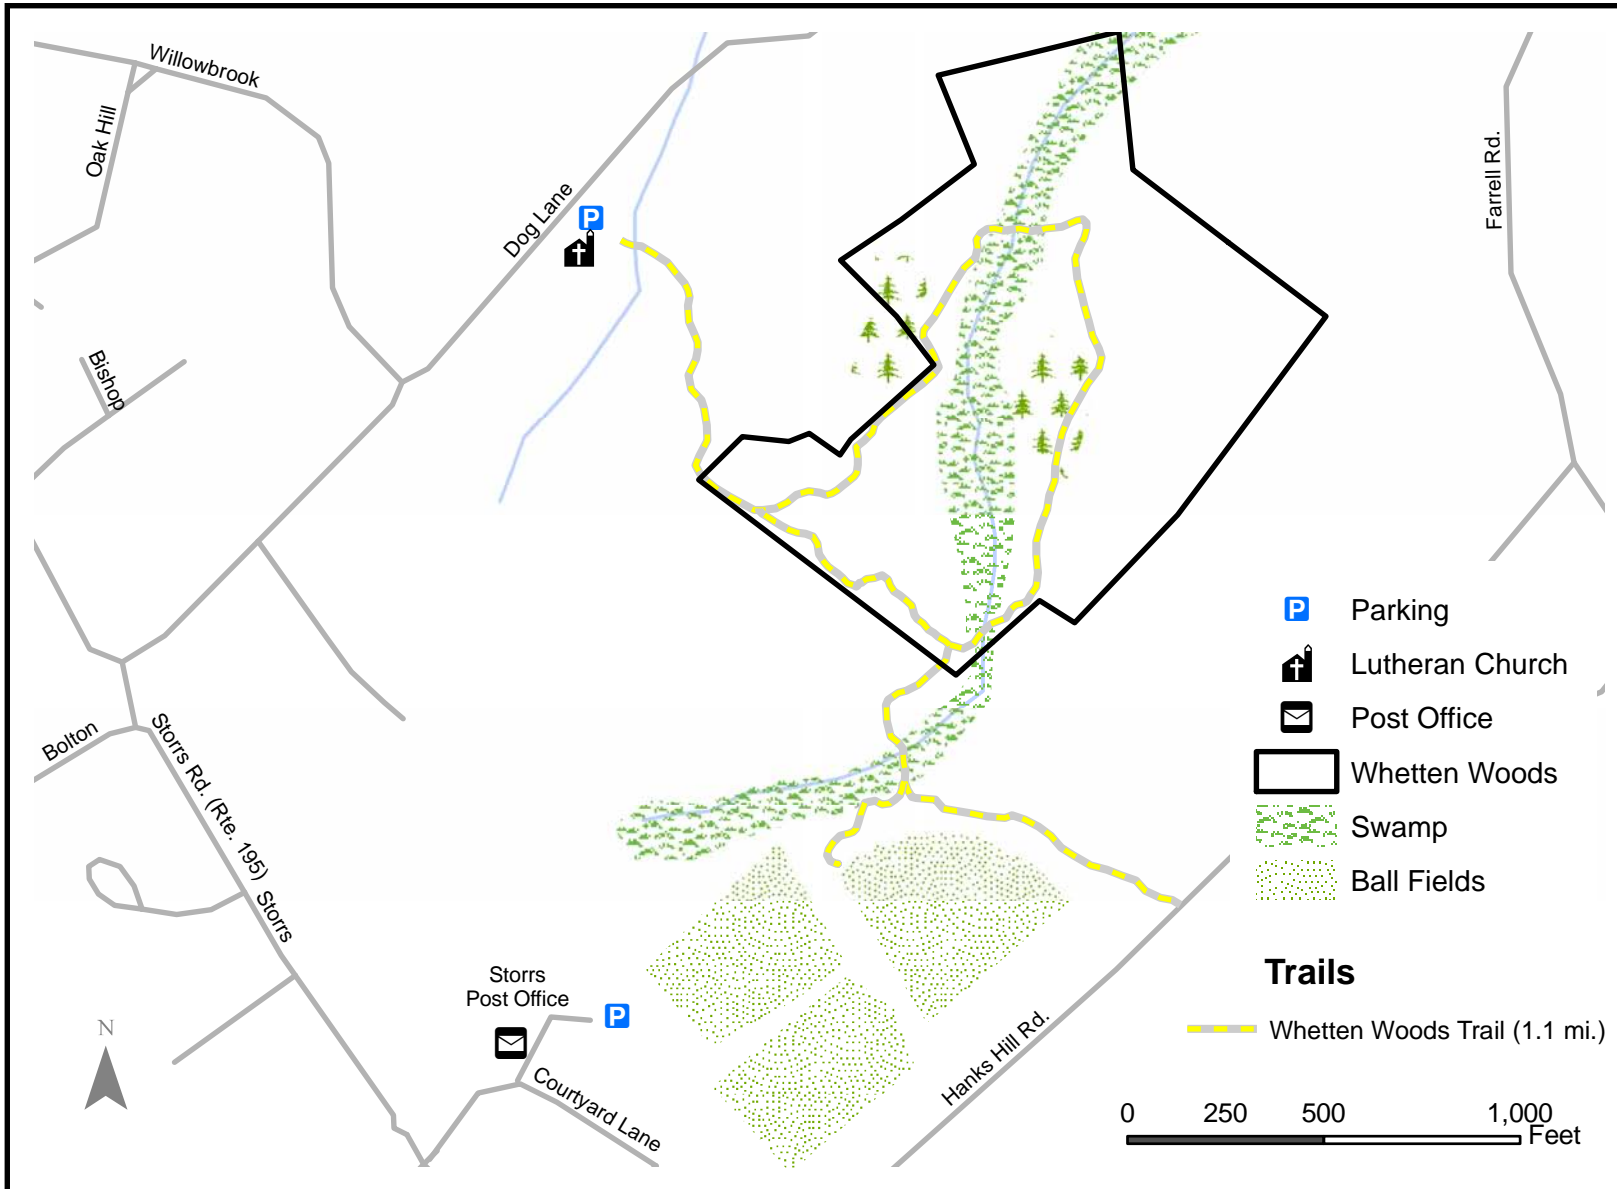 Willowbrook
Oak Hill
Dog Lane
P
Farrell Rd.
Bishop
P Parking
Lutheran Church
Post Office
Whetten Woods
Swamp
Ball Fields
Bolton
Storrs Rd. (Rte. 195) Storrs
Trails
Whetten Woods Trail (1.1 mi.)
Storrs
Post Office
P
N
Hanks Hill Rd.
Courtyard Lane
0 250 500 1,000
Feet